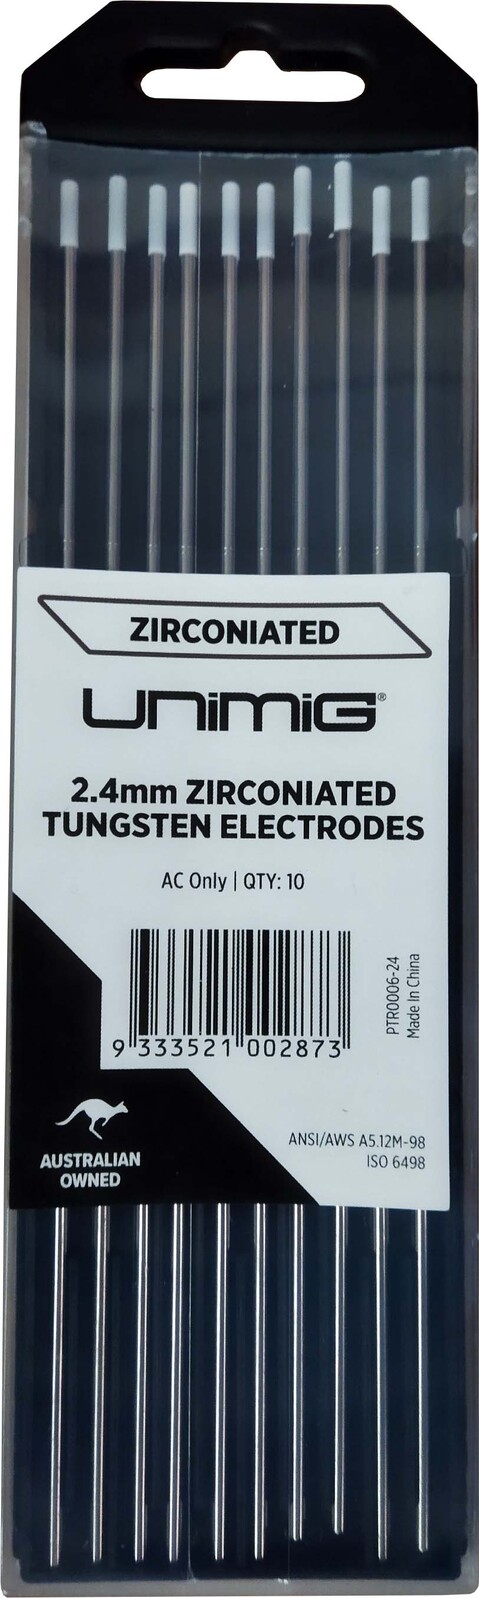 ZIRCONIATED
UNIMIG®
2.4mm ZIRCONIATED
TUNGSTEN ELECTRODES
AC Only | QTY: 10
9 333521 002873
PTR0006-24
Made In China
AUSTRALIAN
OWNED
ANSI/AWS A5.12M-98
ISO 6498